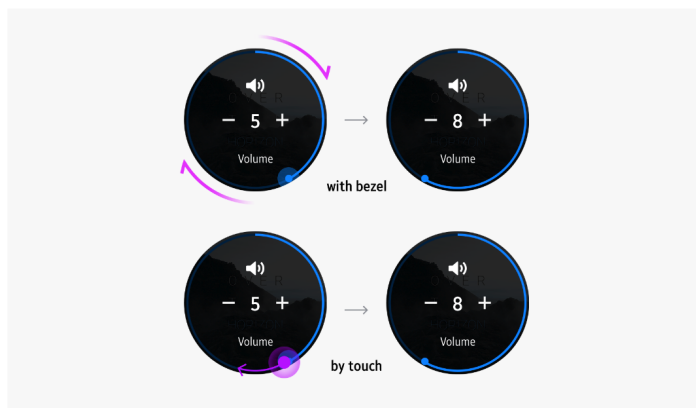 − 5 +
Volume
− 8 +
Volume
with bezel
− 5 +
Volume
− 8 +
Volume
by touch